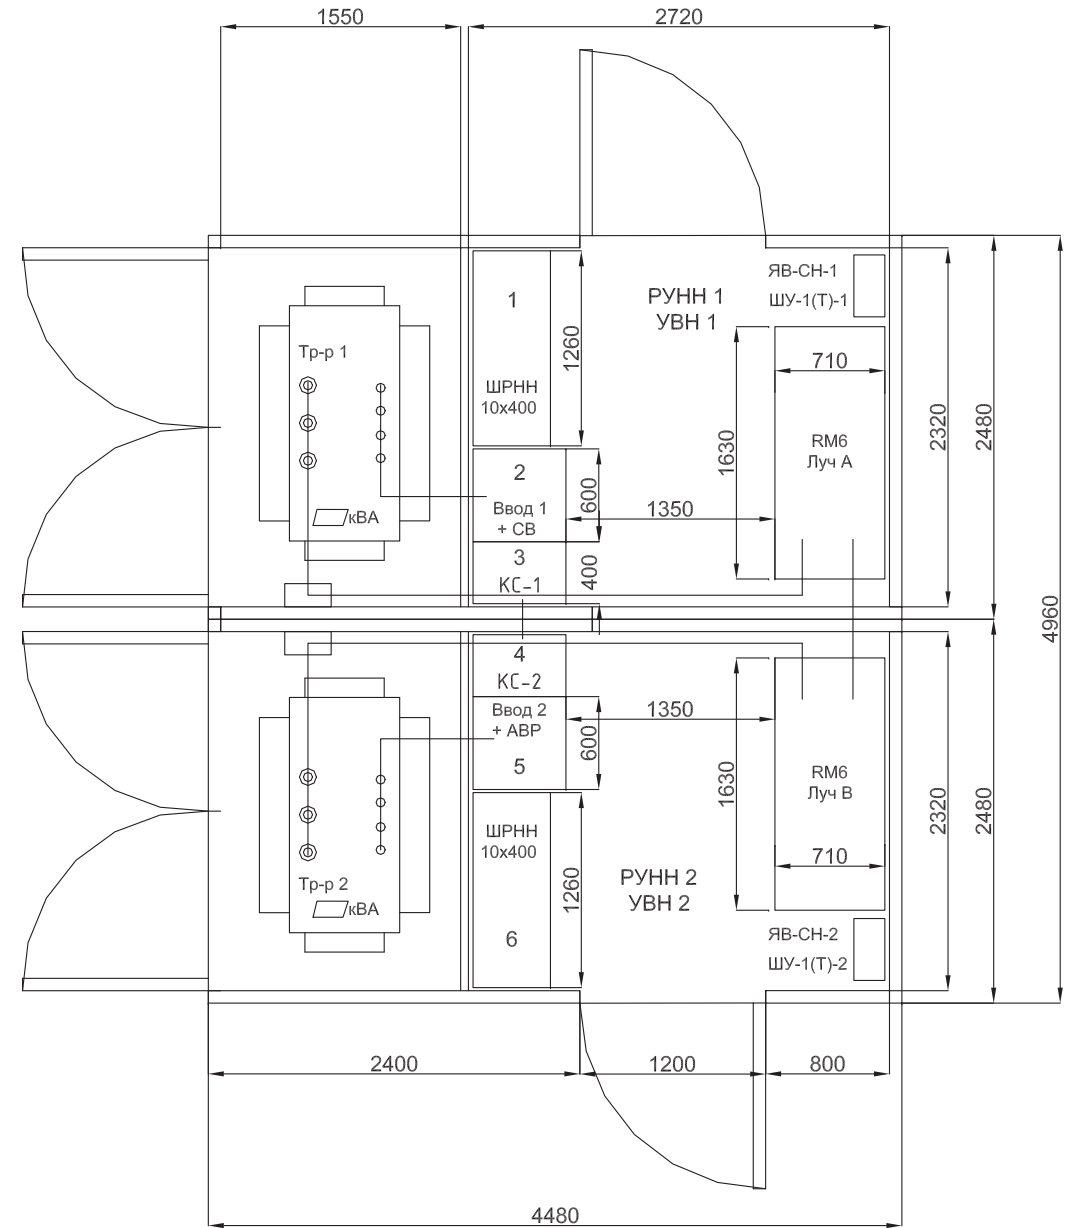 1550
2720
1
РУНН 1
УВН 1
ЯВ-СН-1
ШУ-1(Т)-1
1260
Тр-р 1
ШРНН
10х400
710
1630
RM6
Луч А
2320
2480
2
Ввод 1
+ СВ
600
1350
кВА
3
КС-1
400
4960
4
КС-2
Ввод 2
+ АВР
5
600
1350
1630
RM6
Луч В
2320
2480
ШРНН
10х400
710
1260
Тр-р 2
кВА
РУНН 2
УВН 2
6
ЯВ-СН-2
ШУ-1(Т)-2
2400
1200
800
4480